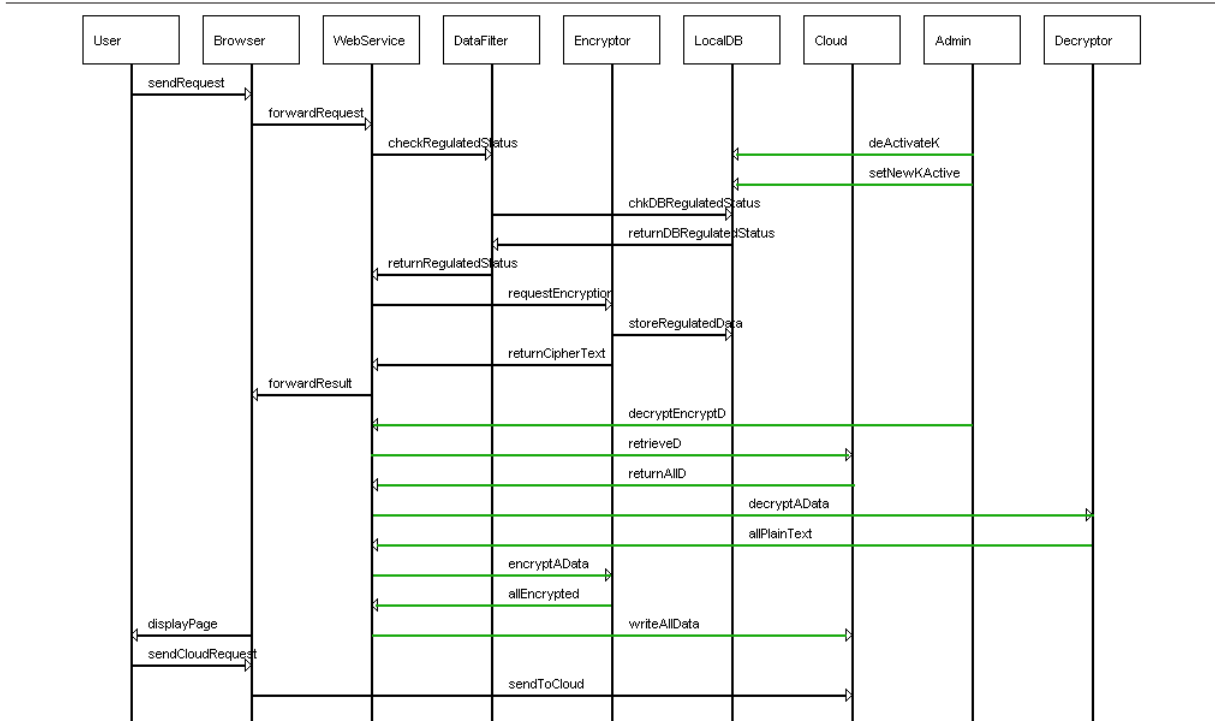 User Browser WebService DataFilter Encryptor LocalDB Cloud Admin Decryptor
sendRequest
forwardRequest
checkRegulatedStatus deActivateK
setNewKActive
chkDBRegulatedStatus
returnDBRegulatedStatus
returnRegulatedStatus
requestEncryption
storeRegulatedData
returnCipherText
forwardResult
decryptEncryptD
retrieveD
returnAllD
decryptAData
allPlainText
encryptAData
allEncrypted
displayPage writeAllData
sendCloudRequest
sendToCloud